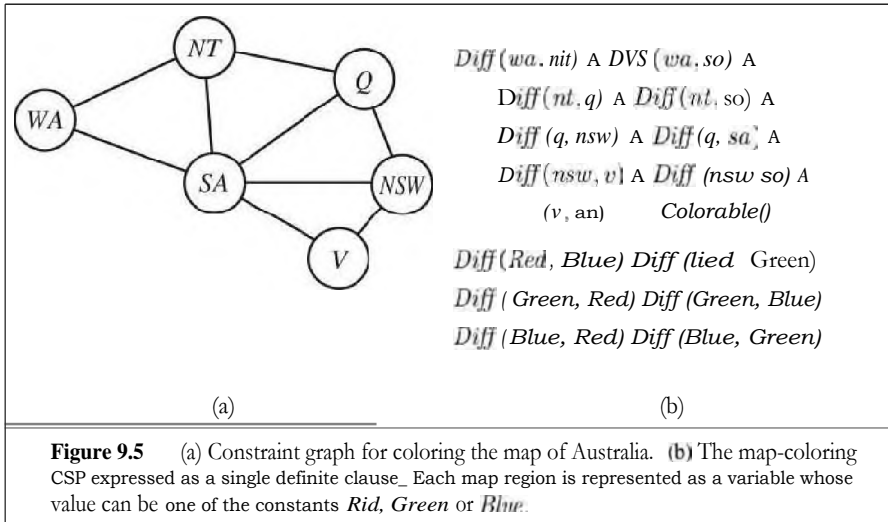 NT
Q
WA
SA
NSW
V
Diff(wa, nit) A DVS (wa, so) A
Diff(nt, q) A Diff(nt, so) A
Diff (q, nsw) A Diff(q, sa] A
Diff(nsw, v] A Diff (nsw so) A
(v, an) Colorable()
Diff(Red, Blue) Diff (lied Green)
Diff (Green, Red) Diff (Green, Blue)
Diff (Blue, Red) Diff (Blue, Green)
(a) (b)
Figure 9.5 (a) Constraint graph for coloring the map of Australia. (b) The map-coloring
CSP expressed as a single definite clause_ Each map region is represented as a variable whose
value can be one of the constants Rid, Green or Blue.